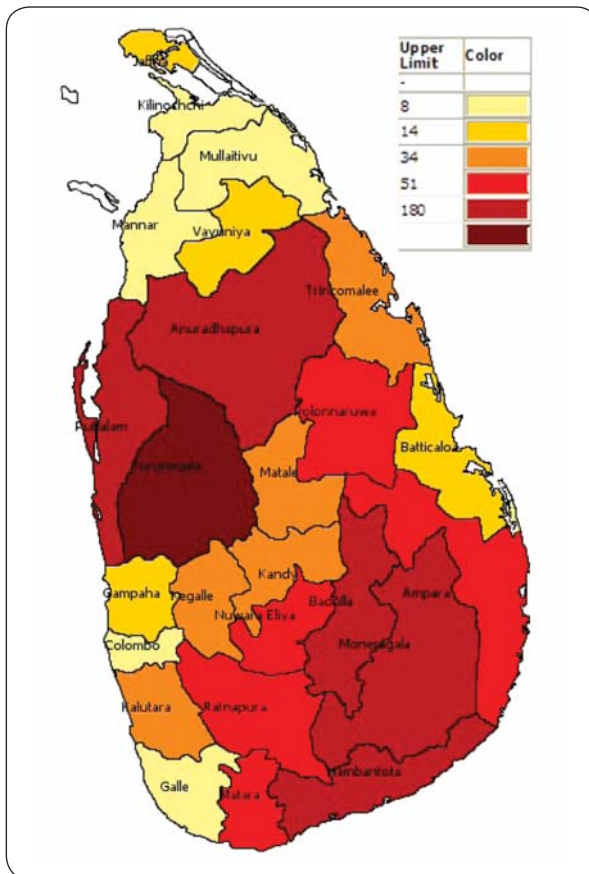 Upper Limit Color
-
8
14
34
51
180
Jaffna
Kilinochchi
Mullaitivu
Mannar
Vavuniya
Trincomalee
Anuradhapura
Puttalam
Polonnaruwa
Batticaloa
Kurunegala
Matale
Kandy
Gampaha
Kegalle
Nuwara Eliya
Badulla
Ampara
Colombo
Moneragala
Kalutara
Ratnapura
Hambantota
Galle
Matara